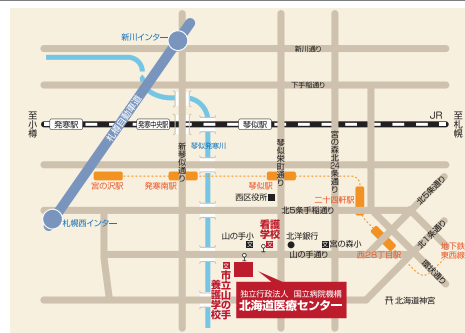 新川インター
新川通り
下手稲通り
札樽自動車道
至小樽
発寒駅
発寒中央駅
琴似駅
JR
至札幌
琴似発寒川
新琴似通り
琴似栄町通り
宮の森北24条通り
宮の沢駅
発寒南駅
琴似駅
二十四軒駅
北5条通り
西区役所
北5条手稲通り
札幌西インター
山の手小
看護学校
北洋銀行
宮の森小
山の手通り
西28丁目駅
北1条通り
地下鉄東西線
環状通り
市立山の手養護学校
独立行政法人 国立病院機構
北海道医療センター
北海道神宮